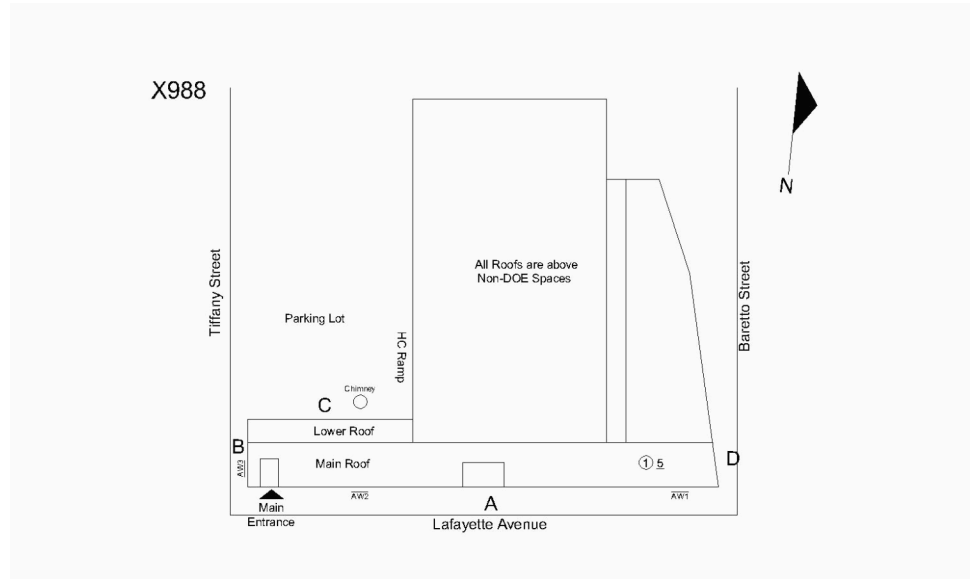 X988
N
Tiffany Street
Baretto Street
All Roofs are above
Non-DOE Spaces
Parking Lot
HC Ramp
Chimney
C
Lower Roof
B
Main Roof
1 5
D
AW3
AW2
AW1
A
Main
Entrance
Lafayette Avenue